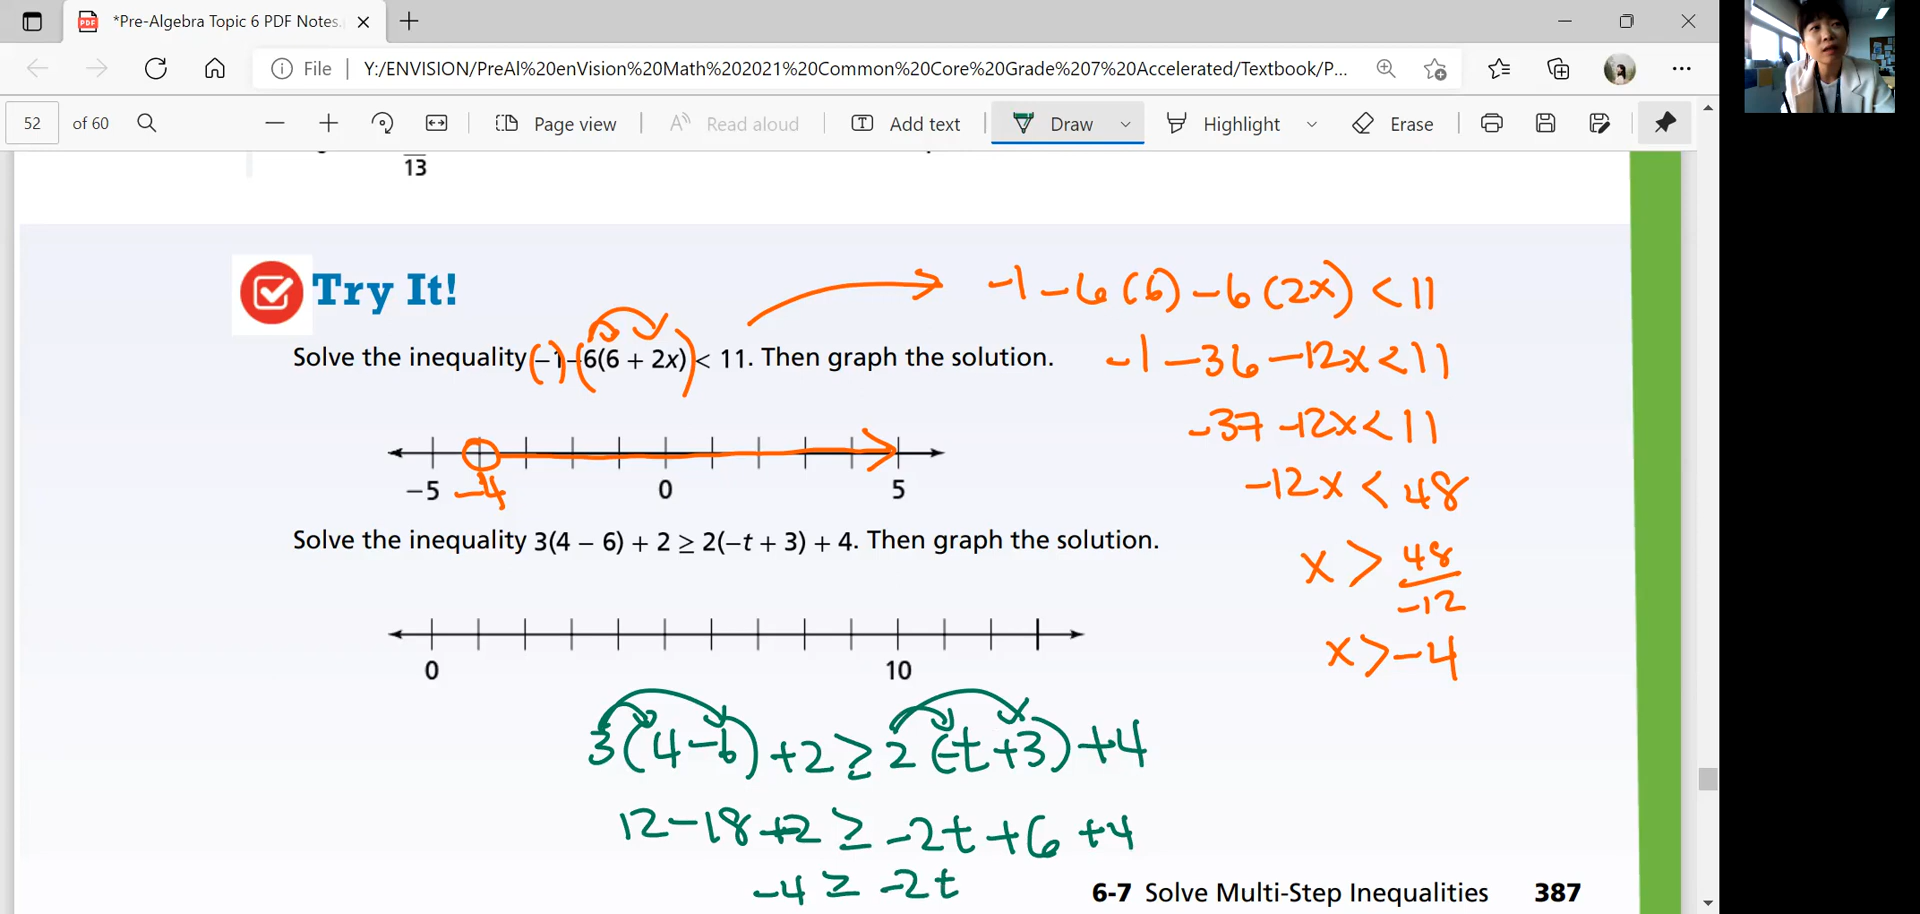 *Pre-Algebra Topic 6 PDF Notes.
File Y:/ENVISION/PreAl%20enVision%20Math%202021%20Common%20Core%20Grade%207%20Accelerated/Textbook/P...
52 of 60 Page view Read aloud Add text Draw Highlight Erase
13
Try It!
-1 - 6(6) - 6(2x) < 11
Solve the inequality −1 − 6(6 + 2x) < 11. Then graph the solution.
-1 - 36 - 12x < 11
-37 - 12x < 11
−5 -4 0 5
-12x < 48
Solve the inequality 3(4 − 6) + 2 ≥ 2(−t + 3) + 4. Then graph the solution.
x > 48/-12
x > -4
0 10
3(4-6)+2 ≥ 2(-t+3)+4
12-18+2 ≥ -2t+6+4
-4 ≥ -2t
6-7 Solve Multi-Step Inequalities 387